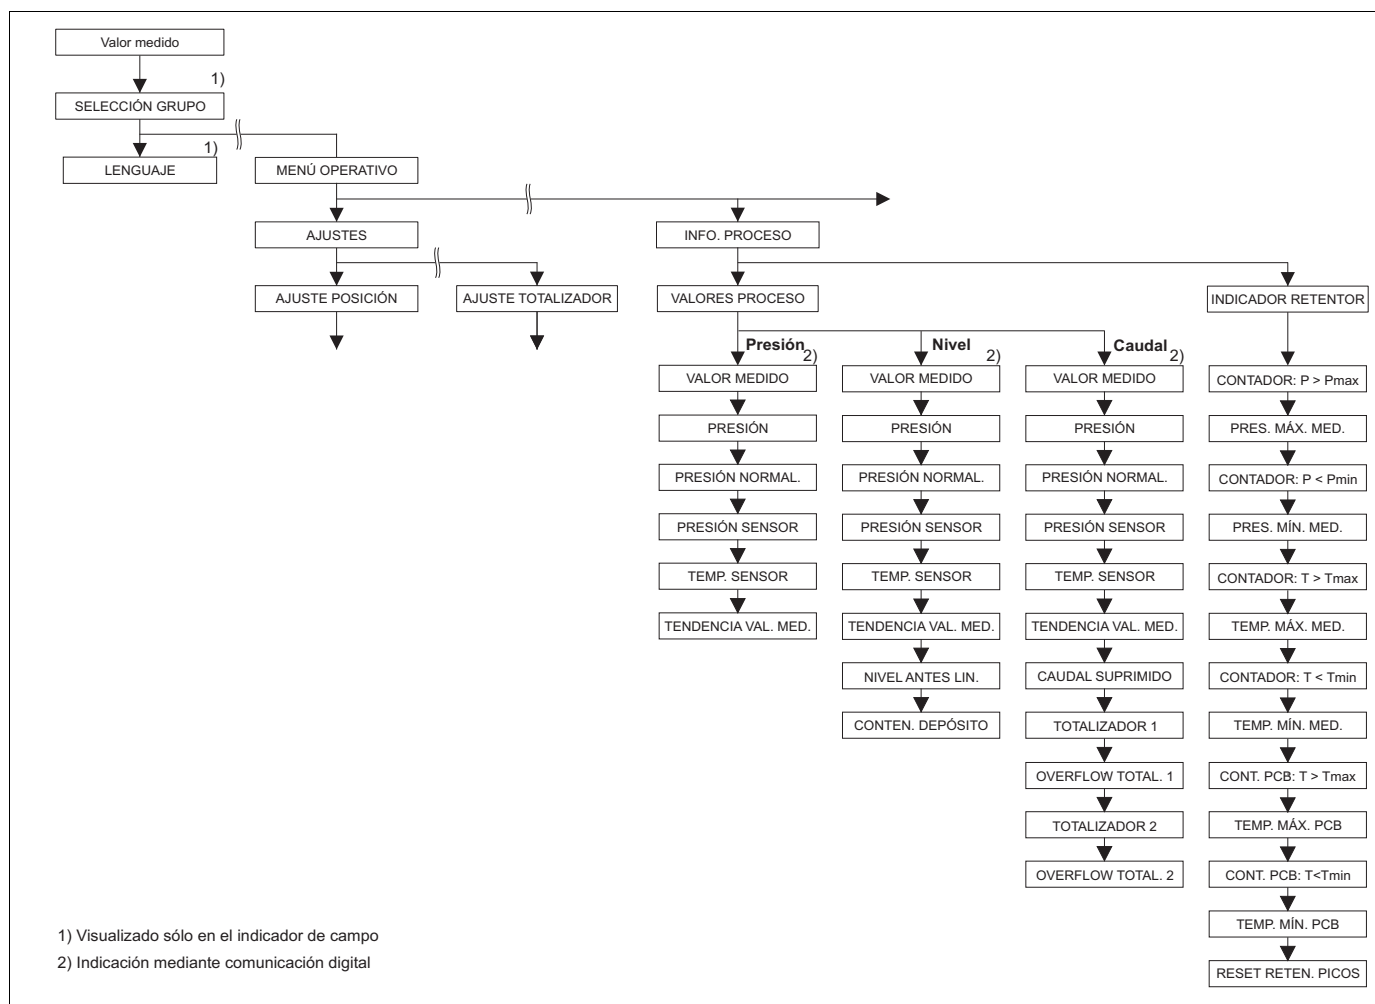 Valor medido
1)
SELECCIÓN GRUPO
1)
LENGUAJE
MENÚ OPERATIVO
AJUSTES
INFO. PROCESO
AJUSTE POSICIÓN
AJUSTE TOTALIZADOR
VALORES PROCESO
INDICADOR RETENTOR
Presión
2)
VALOR MEDIDO
PRESIÓN
PRESIÓN NORMAL.
PRESIÓN SENSOR
TEMP. SENSOR
TENDENCIA VAL. MED.
Nivel
2)
VALOR MEDIDO
PRESIÓN
PRESIÓN NORMAL.
PRESIÓN SENSOR
TEMP. SENSOR
TENDENCIA VAL. MED.
NIVEL ANTES LIN.
CONTEN. DEPÓSITO
Caudal
2)
VALOR MEDIDO
PRESIÓN
PRESIÓN NORMAL.
PRESIÓN SENSOR
TEMP. SENSOR
TENDENCIA VAL. MED.
CAUDAL SUPRIMIDO
TOTALIZADOR 1
OVERFLOW TOTAL. 1
TOTALIZADOR 2
OVERFLOW TOTAL. 2
CONTADOR: P > Pmax
PRES. MÁX. MED.
CONTADOR: P < Pmin
PRES. MÍN. MED.
CONTADOR: T > Tmax
TEMP. MÁX. MED.
CONTADOR: T < Tmin
TEMP. MÍN. MED.
CONT. PCB: T > Tmax
TEMP. MÁX. PCB
CONT. PCB: T<Tmin
TEMP. MÍN. PCB
RESET RETEN. PICOS
1) Visualizado sólo en el indicador de campo
2) Indicación mediante comunicación digital